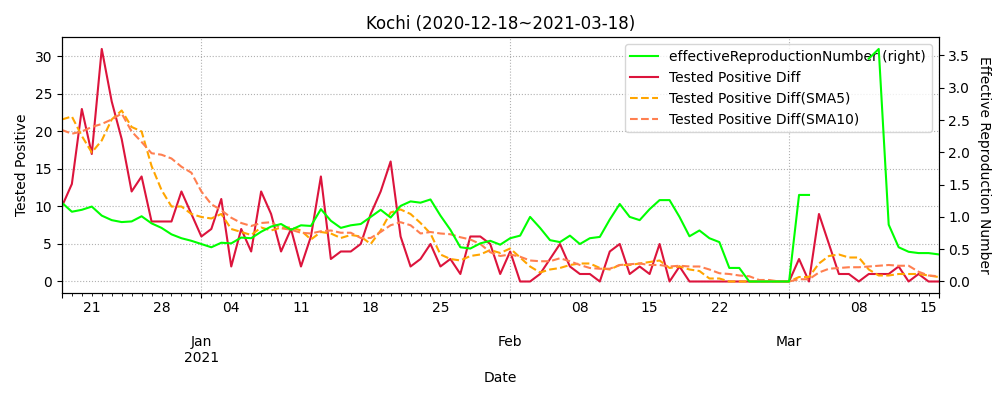 Kochi (2020-12-18~2021-03-18)
effectiveReproductionNumber (right)
Tested Positive Diff
Tested Positive Diff(SMA5)
Tested Positive Diff(SMA10)
Tested Positive
30
25
20
15
10
5
0
Effective Reproduction Number
3.5
3.0
2.5
2.0
1.5
1.0
0.5
0.0
21 28 04 11 18 25 08 15 22 08 15
Jan Feb Mar
2021
Date